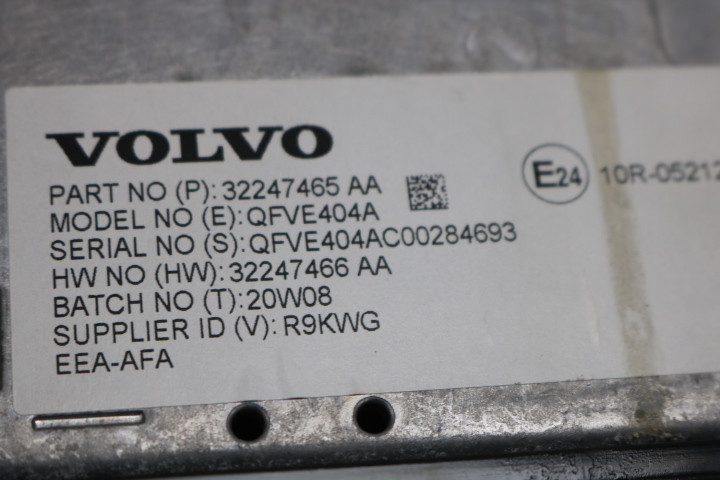 VOLVO
PART NO (P): 32247465 AA
MODEL NO (E): QFVE404A
SERIAL NO (S): QFVE404AC00284693
HW NO (HW): 32247466 AA
BATCH NO (T): 20W08
SUPPLIER ID (V): R9KWG
EEA-AFA
E24 10R-05212